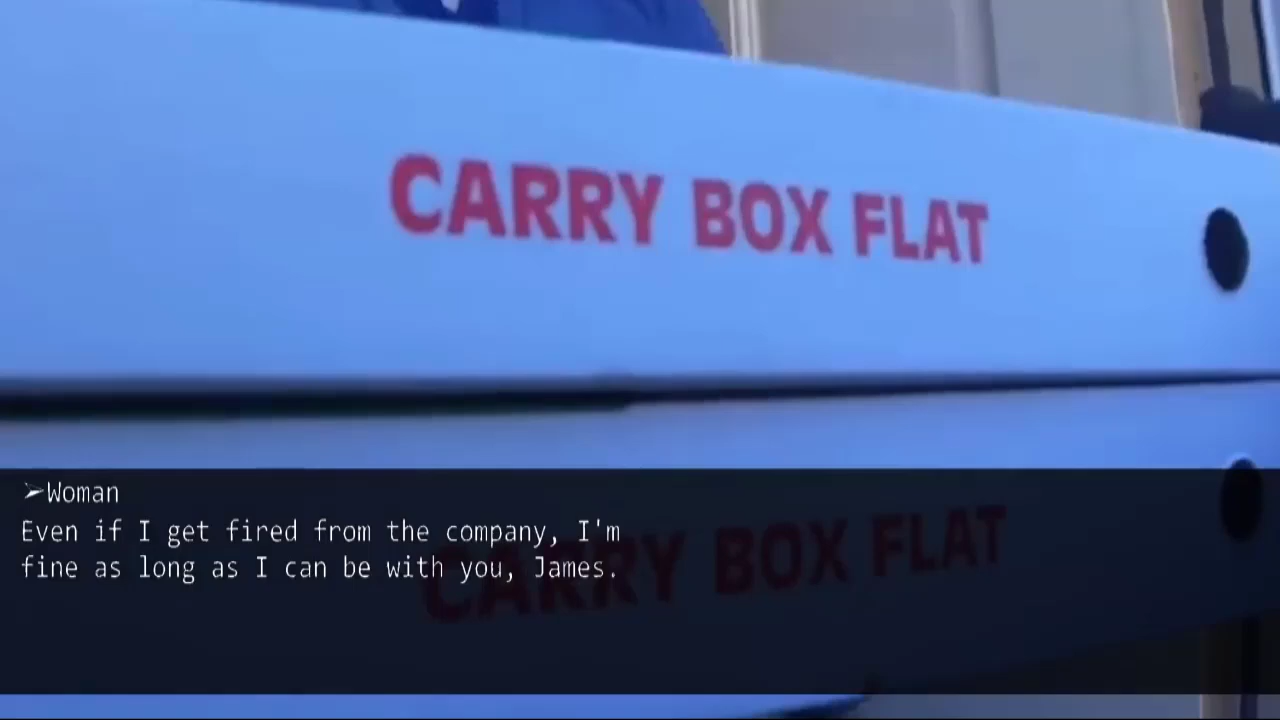 CARRY BOX FLAT
➢Woman
Even if I get fired from the company, I'm
fine as long as I can be with you, James.
CARRY BOX FLAT